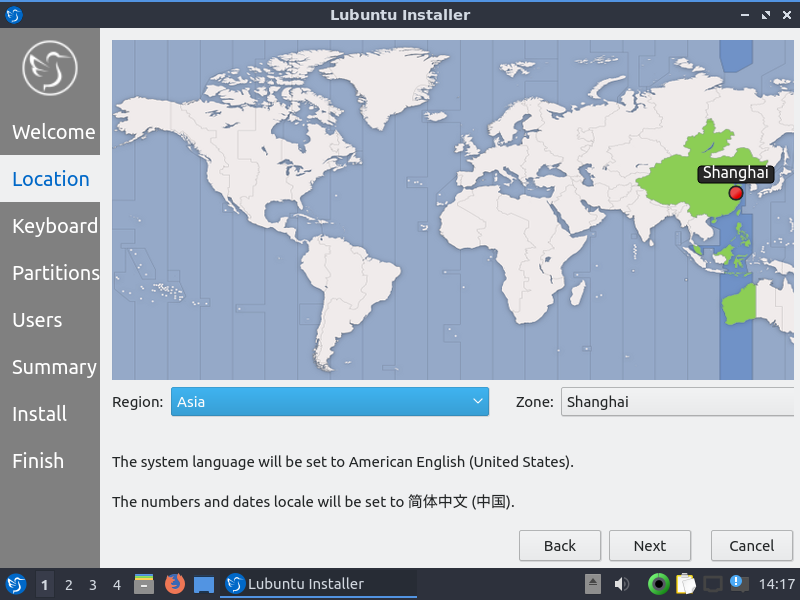 Lubuntu Installer
Welcome
Location
Keyboard
Partitions
Users
Summary
Install
Finish
Shanghai
Region: Asia Zone: Shanghai
The system language will be set to American English (United States).
The numbers and dates locale will be set to 简体中文 (中国).
Back Next Cancel
1 2 3 4 Lubuntu Installer 14:17